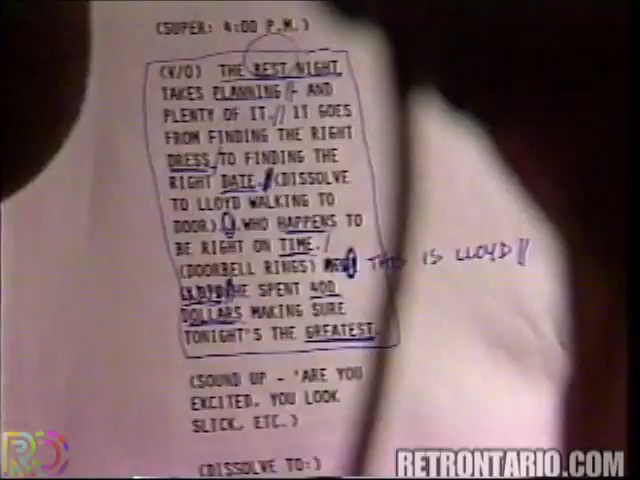 (SUPER: 4:00 P.M.)
(V/O) THE BEST NIGHT
TAKES PLANNING - AND
PLENTY OF IT. // IT GOES
FROM FINDING THE RIGHT
DRESS / TO FINDING THE
RIGHT DATE. (DISSOLVE
TO LLOYD WALKING TO
DOOR) WHO HAPPENS TO
BE RIGHT ON TIME. /
(DOORBELL RINGS) THIS IS LLOYD //
HE SPENT 400
DOLLARS MAKING SURE
TONIGHT'S THE GREATEST.
(SOUND UP - 'ARE YOU
EXCITED, YOU LOOK
SLICK, ETC.)
(DISSOLVE TO:)
RETRONTARIO.COM